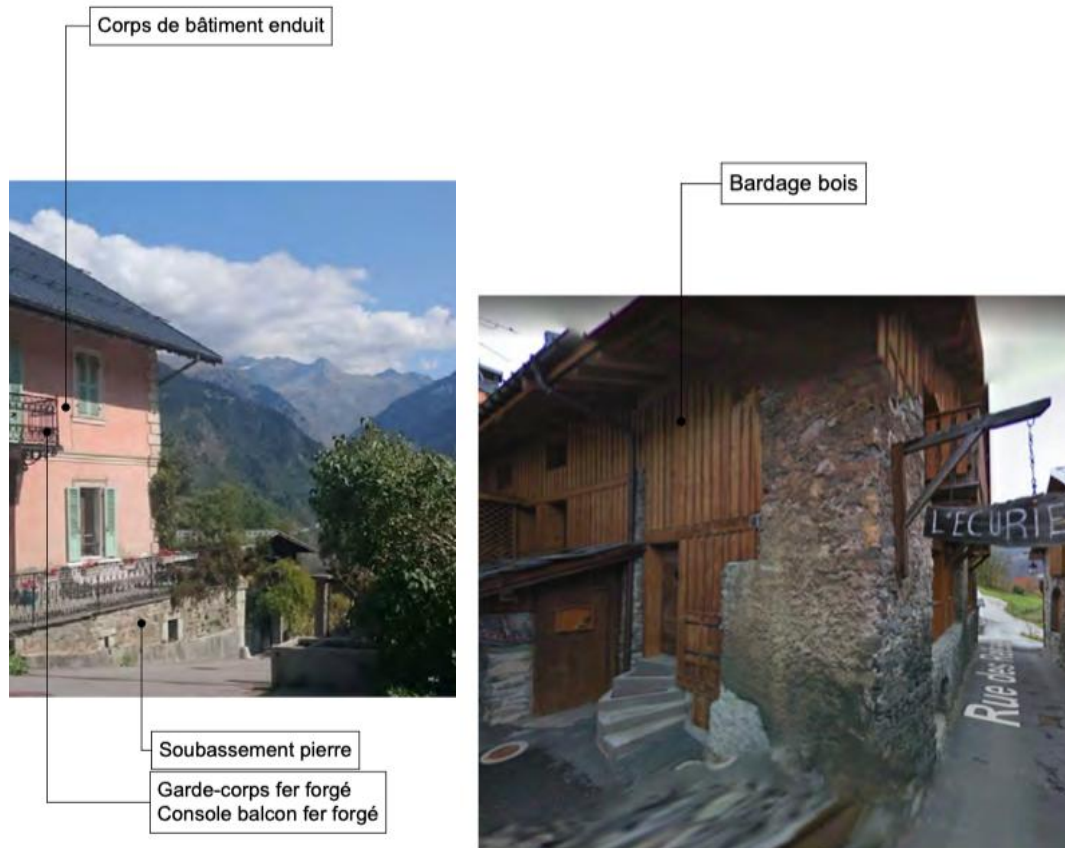 Corps de bâtiment enduit
Bardage bois
L'ECURIE
Rue des
Soubassement pierre
Garde-corps fer forgé
Console balcon fer forgé